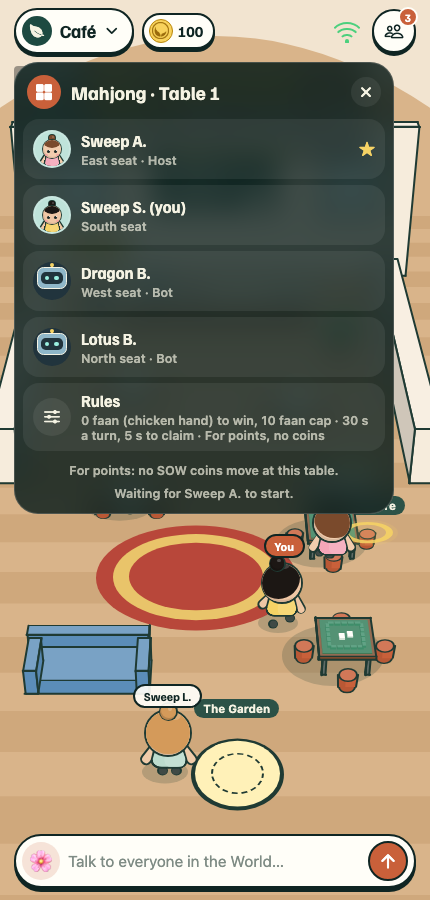 Café
100
3
Mahjong · Table 1
Sweep A.
East seat · Host
Sweep S. (you)
South seat
Dragon B.
West seat · Bot
Lotus B.
North seat · Bot
Rules
0 faan (chicken hand) to win, 10 faan cap · 30 s
a turn, 5 s to claim · For points, no coins
For points: no SOW coins move at this table.
Waiting for Sweep A. to start.
You
Sweep L.
The Garden
Talk to everyone in the World...